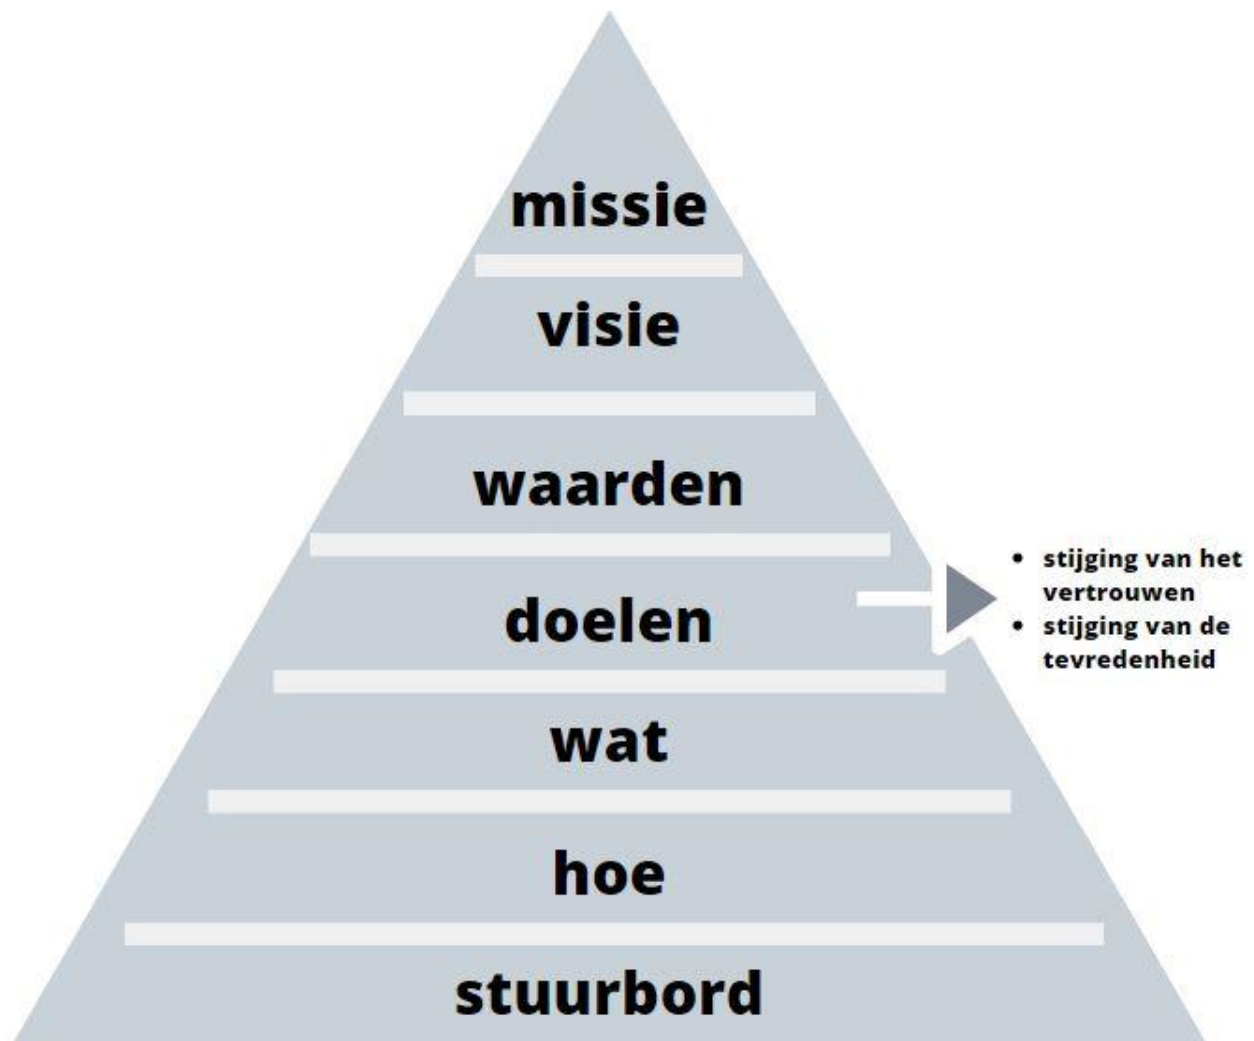 missie
visie
waarden
doelen
• stijging van het
vertrouwen
• stijging van de
tevredenheid
wat
hoe
stuurbord